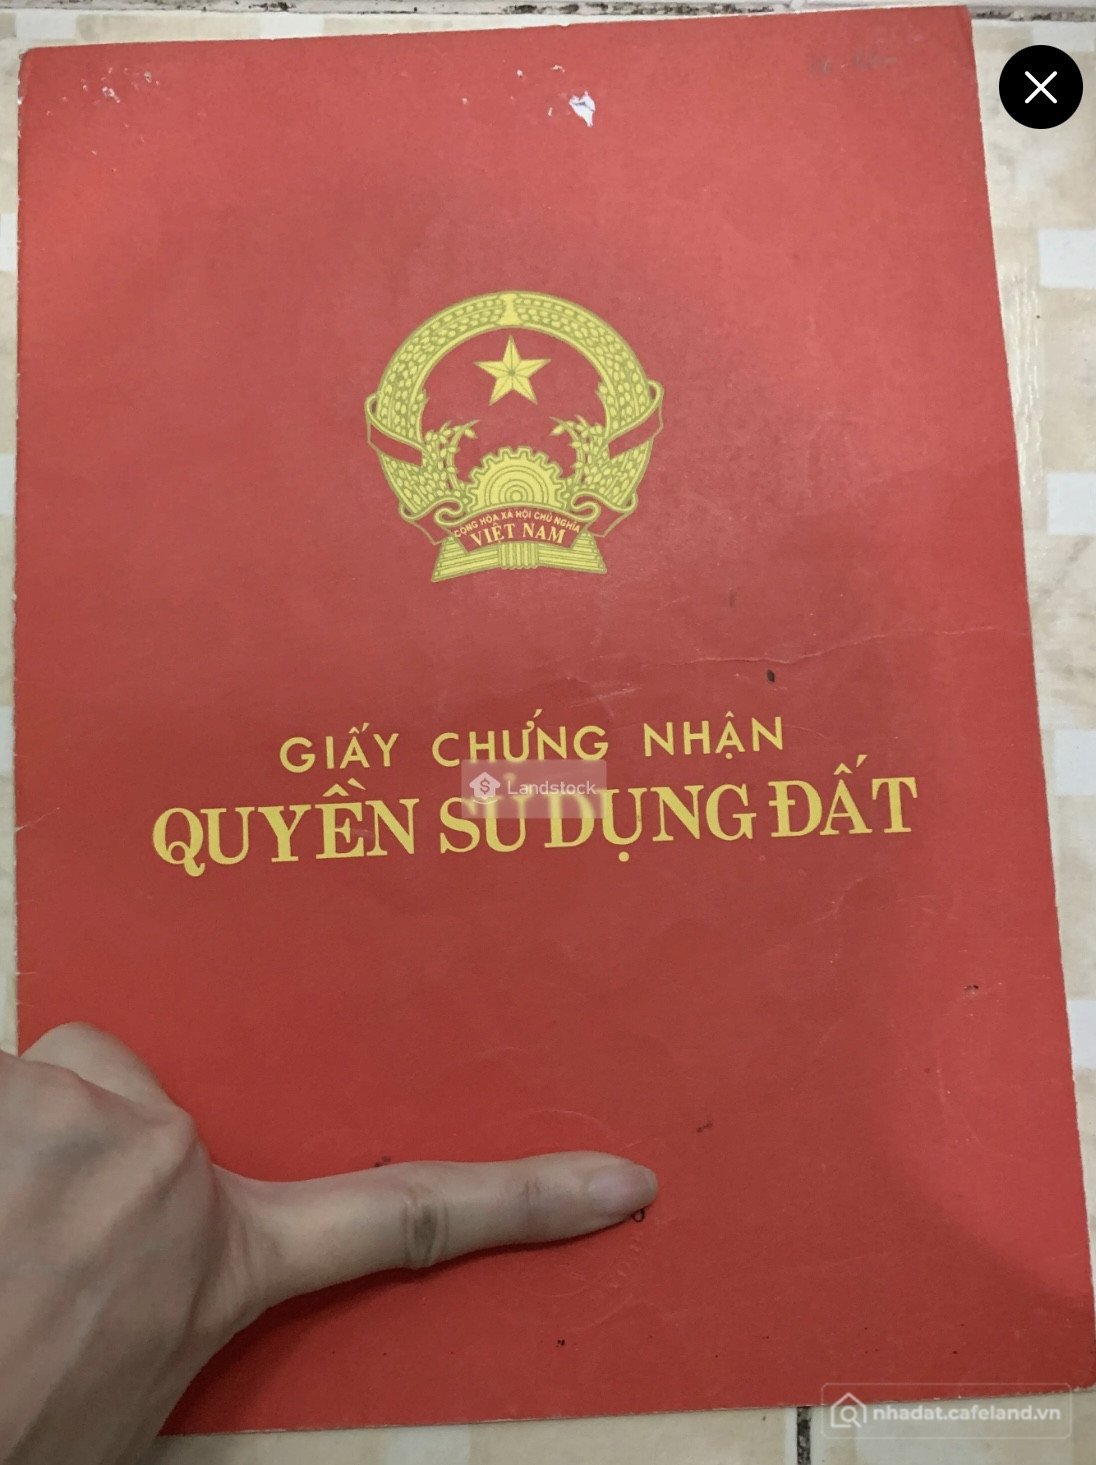 CỘNG HÒA XÃ HỘI CHỦ NGHĨA
VIỆT NAM
GIẤY CHỨNG NHẬN
Landstock
QUYỀN SỬ DỤNG ĐẤT
nhadat.cafeland.vn